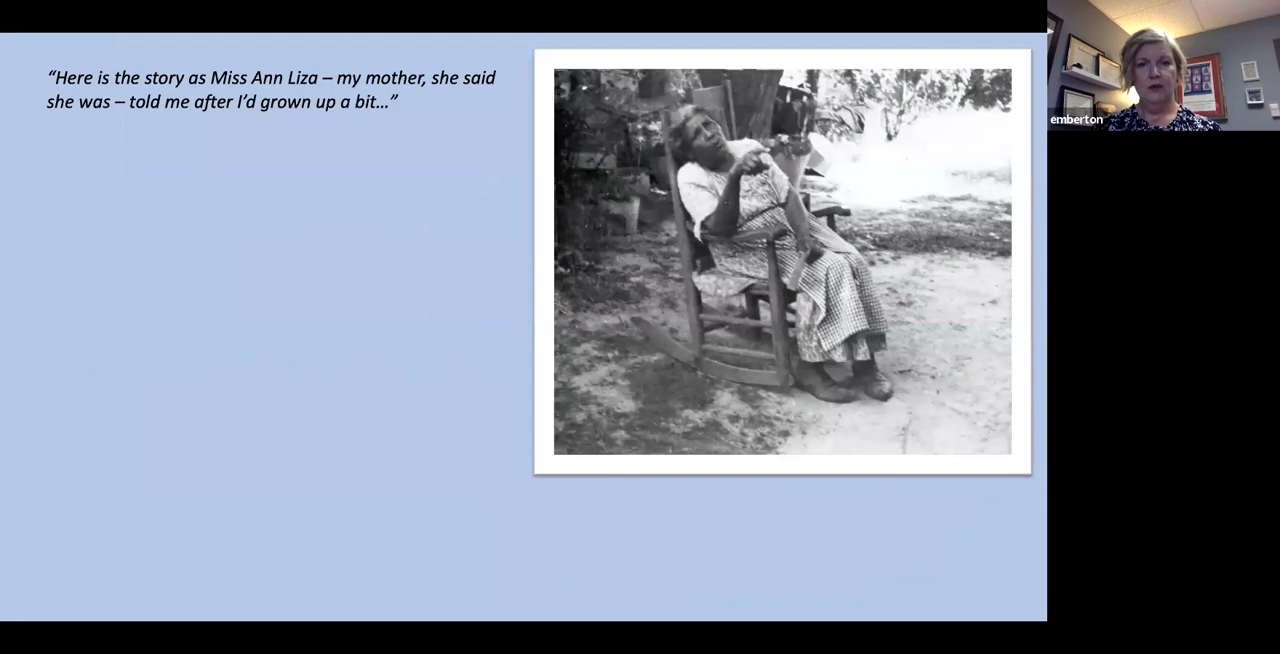 “Here is the story as Miss Ann Liza – my mother, she said
she was – told me after I’d grown up a bit…”
emberton